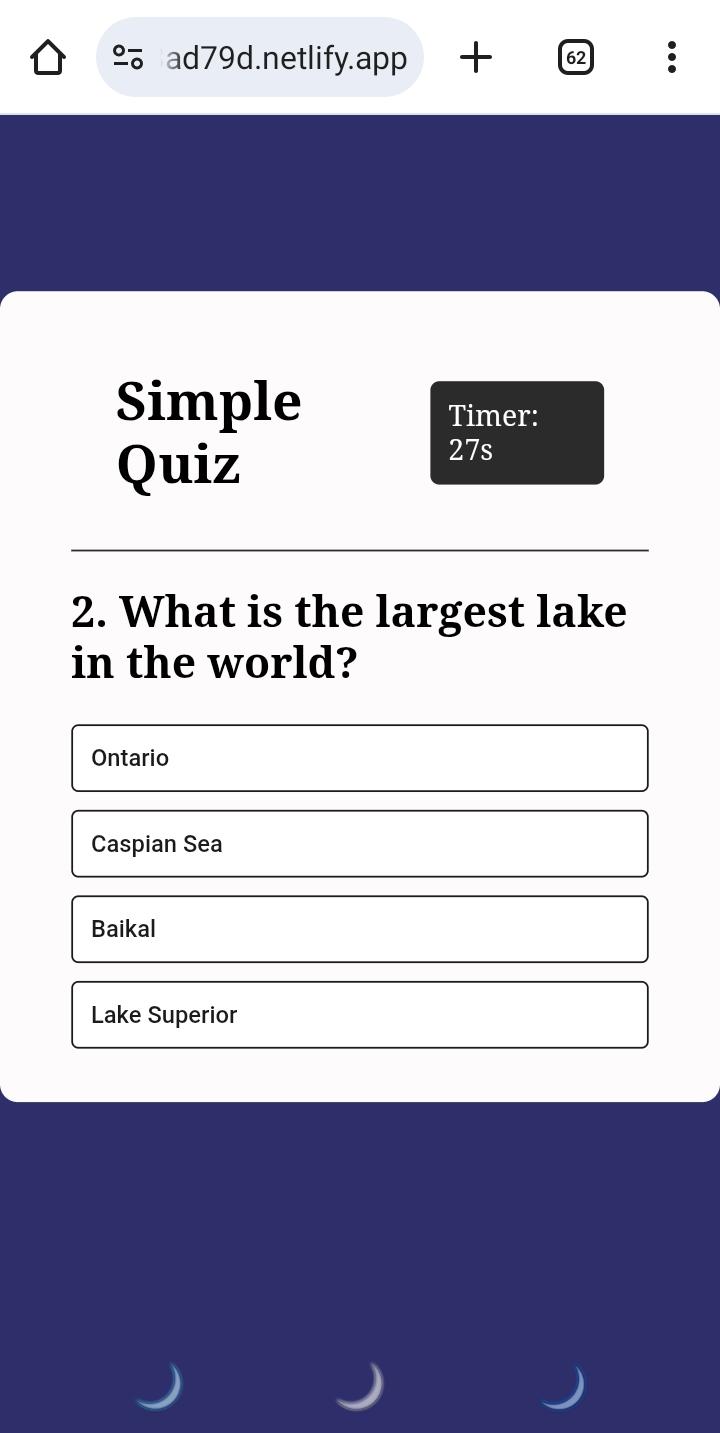 ad79d.netlify.app
62
Simple
Quiz
Timer:
27s
2. What is the largest lake
in the world?
Ontario
Caspian Sea
Baikal
Lake Superior